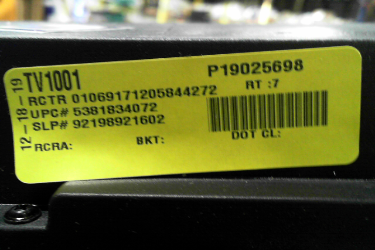 12-18-19
TV1001
P19025698
RCTR 01069171205844272
RT :7
UPC# 5381834072
SLP# 92198921602
RCRA:
BKT:
DOT CL: